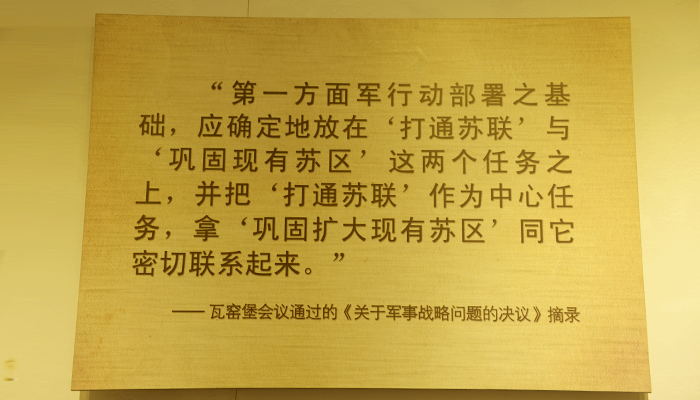 “第一方面军行动部署之基
础，应确定地放在‘打通苏联’与
‘巩固现有苏区’这两个任务之
上，并把‘打通苏联’作为中心任
务，拿‘巩固扩大现有苏区’同它
密切联系起来。”
——瓦窑堡会议通过的《关于军事战略问题的决议》摘录